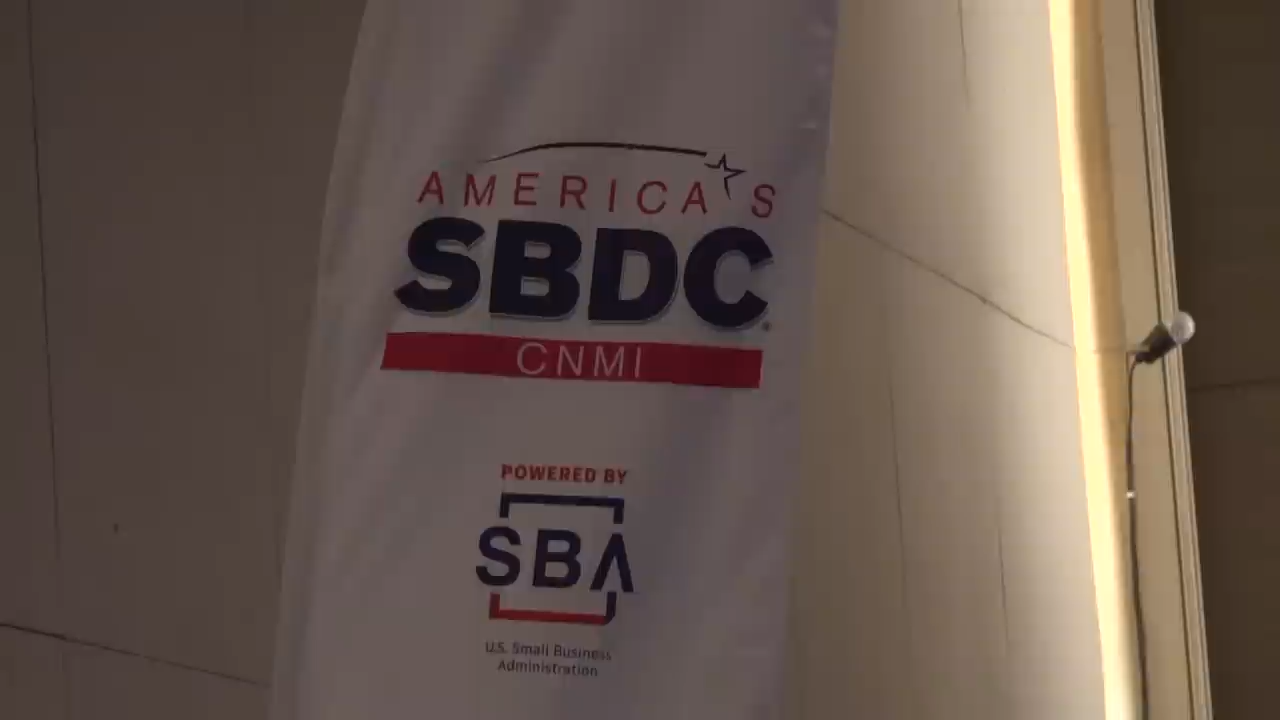 AMERICA'S
SBDC
CNMI
POWERED BY
SBA
U.S. Small Business
Administration